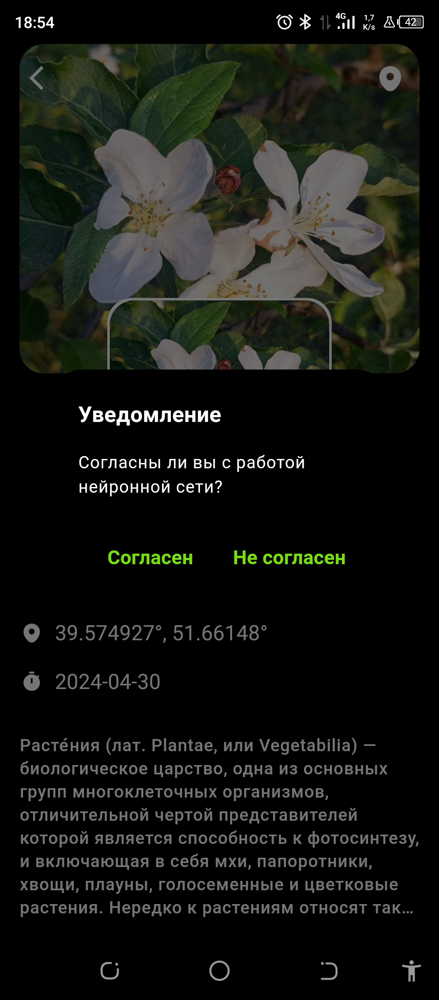 18:54
4G
1,7
K/s
42
Уведомление
Согласны ли вы с работой
нейронной сети?
Согласен Не согласен
39.574927°, 51.66148°
2024-04-30
Расте́ния (лат. Plantae, или Vegetabilia) —
биологическое царство, одна из основных
групп многоклеточных организмов,
отличительной чертой представителей
которой является способность к фотосинтезу,
и включающая в себя мхи, папоротники,
хвощи, плауны, голосеменные и цветковые
растения. Нередко к растениям относят так…